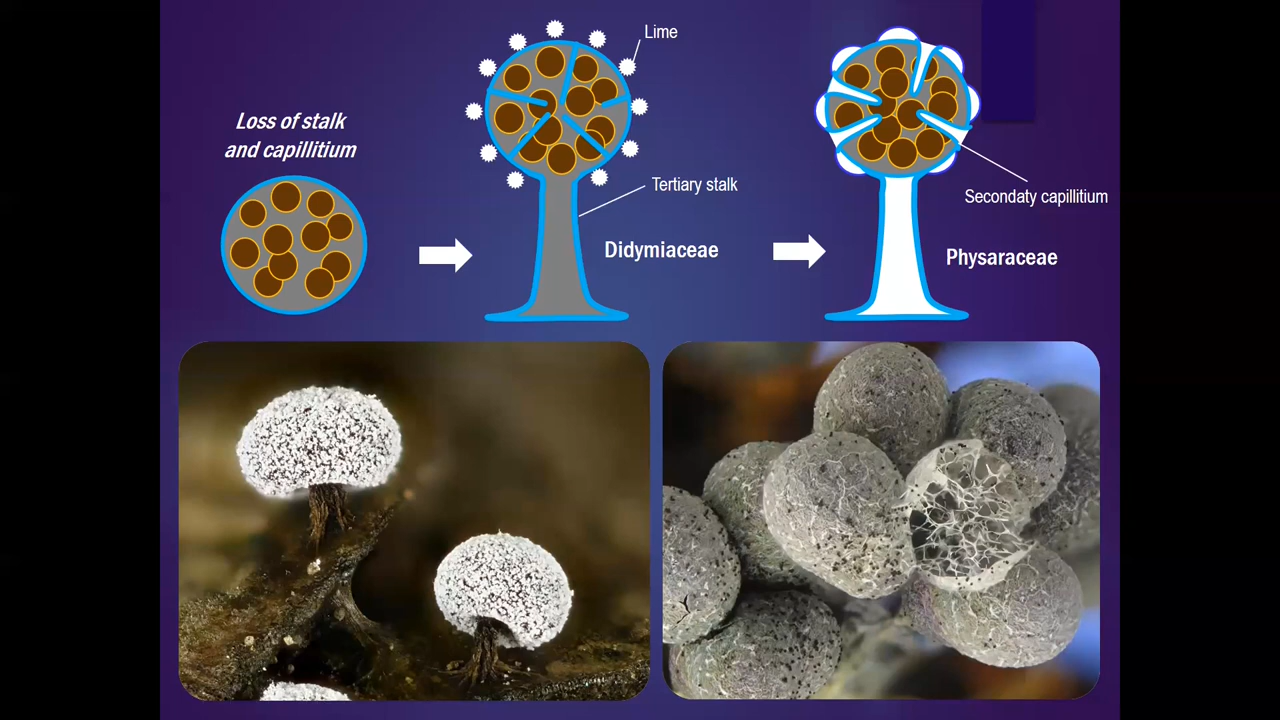 Lime
Loss of stalk
and capillitium
Tertiary stalk
Secondaty capillitium
Didymiaceae
Physaraceae